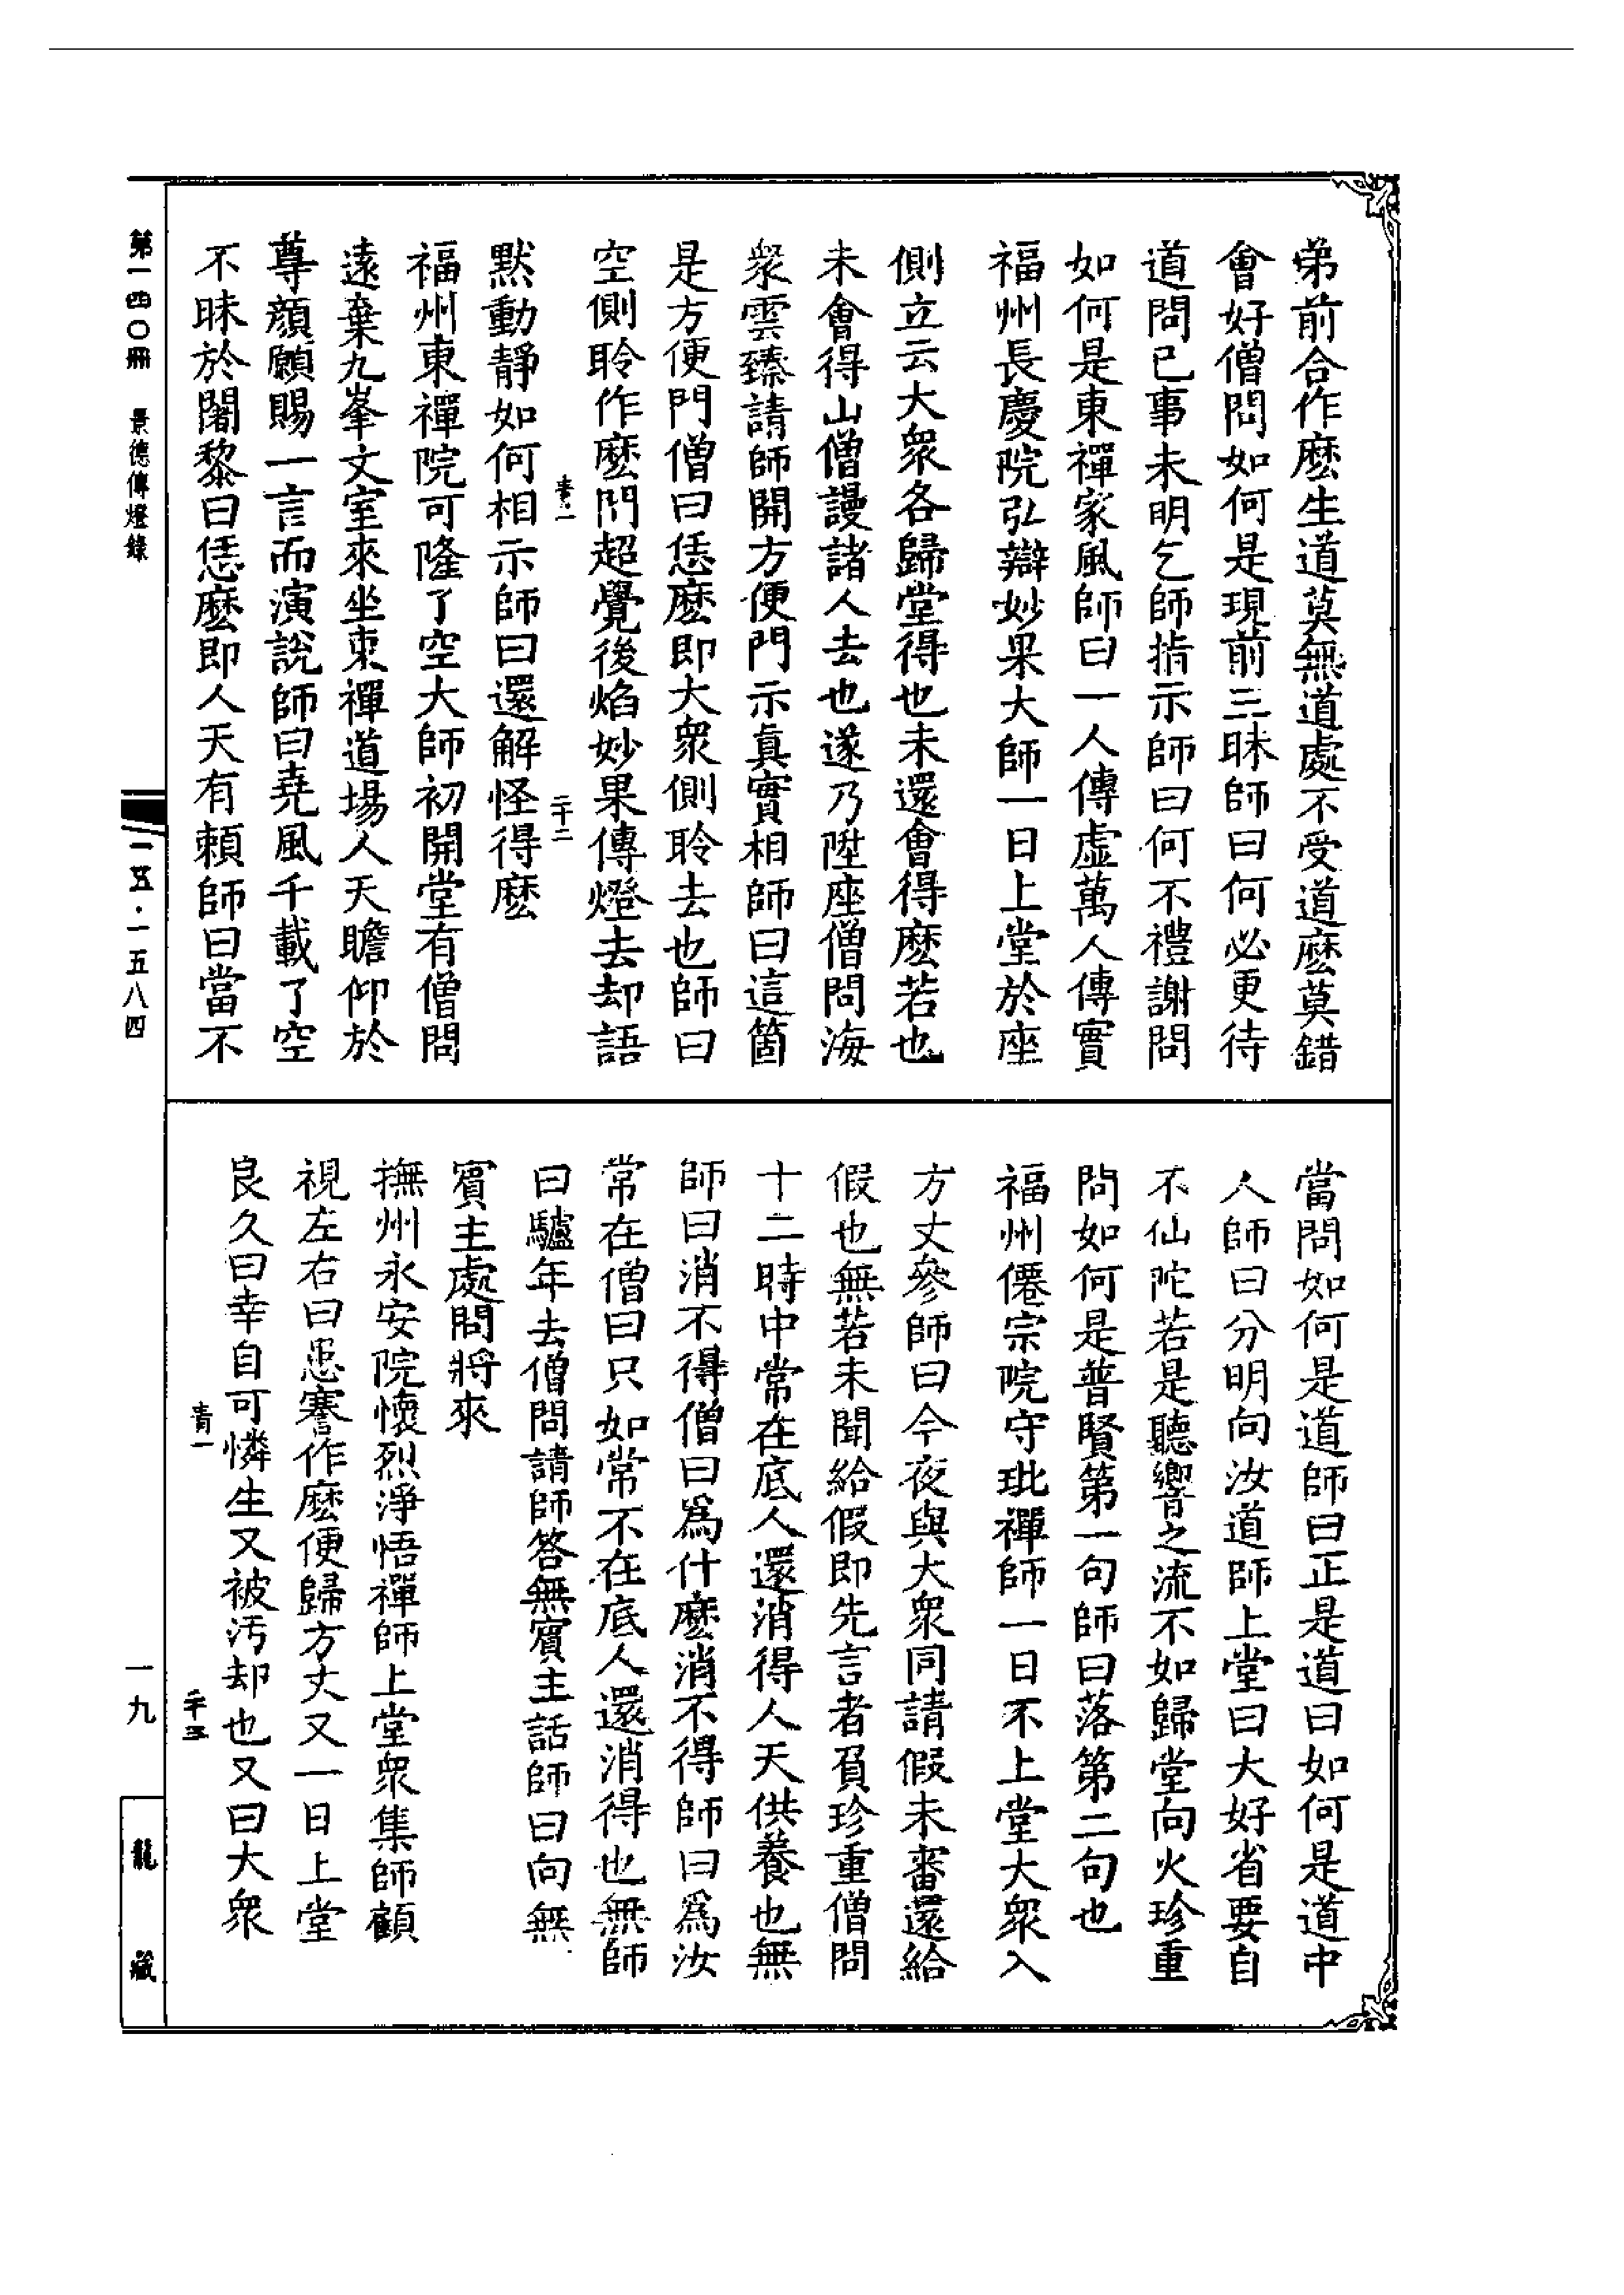 弟前合作麽生道莫無道處不受道麽莫錯
會好僧問如何是現前三昧師曰何必更待
道問已事未明乞師指示師曰何不禮謝問
如何是東禪家風師曰一人傳虛萬人傳實
福州長慶院弘辯妙果大師一日上堂於座
側立云大衆各歸堂得也未還會得麽若也
未會得山僧謾諸人去也遂乃陞座僧問海
衆雲臻請師開方便門示眞實相師曰這箇
是方便門僧曰恁麽即大衆側聆去也師曰
空側聆作麽問超覺後焰妙果傳燈去却語
青一
二十二
默動靜如何相示師曰還解怪得麽
福州東禪院可隆了空大師初開堂有僧問
遠棄九峯文室來坐東禪道場人天瞻仰於
尊顏願賜一言而演說師曰堯風千載了空
不昧於闍黎曰恁麽即人天有頼師曰當不
當問如何是道師曰正是道曰如何是道中
人師曰分明向汝道師上堂曰大好省要自
不仙陀若是聽響之流不如歸堂向火珍重
問如何是普賢第一句師曰落第二句也
福州僊宗院守玭禪師一日不上堂大衆入
方丈參師曰今夜與大衆同請假未審還給
假也無若未聞給假即先言者負珍重僧問
十二時中常在底人還消得人天供養也無
師曰消不得僧曰爲什麽消不得師曰爲汝
常在僧曰只如常不在底人還消得也無師
曰驢年去僧問請師答無賓主話師曰向無
賓主處問將來
撫州永安院懷烈淨悟禪師上堂衆集師顧
視左右曰患謇作麽便歸方丈又一日上堂
良久曰幸自可憐生又被汚却也又曰大衆
青一
二十三
第一四〇冊　景德傳燈錄
一五五·一五八四
一九
龍藏